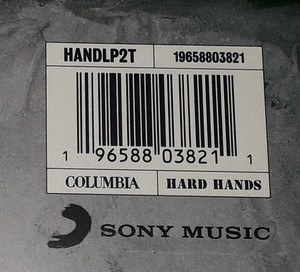 HANDLP2T 19658803821
1 96588 03821 1
COLUMBIA HARD HANDS
SONY MUSIC